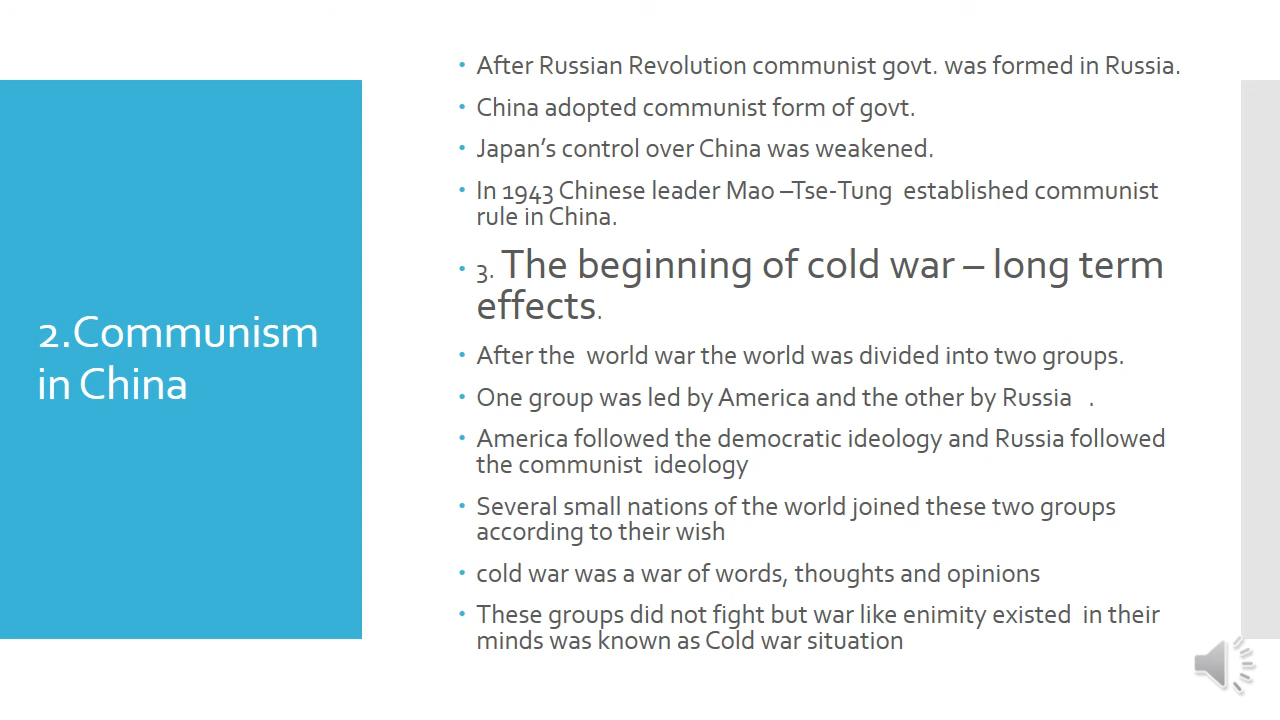 2.Communism
in China
• After Russian Revolution communist govt. was formed in Russia.
• China adopted communist form of govt.
• Japan's control over China was weakened.
• In 1943 Chinese leader Mao –Tse-Tung  established communist
rule in China.
• 3. The beginning of cold war – long term
effects.
• After the  world war the world was divided into two groups.
• One group was led by America and the other by Russia   .
• America followed the democratic ideology and Russia followed
the communist  ideology
• Several small nations of the world joined these two groups
according to their wish
• cold war was a war of words, thoughts and opinions
• These groups did not fight but war like enimity existed  in their
minds was known as Cold war situation